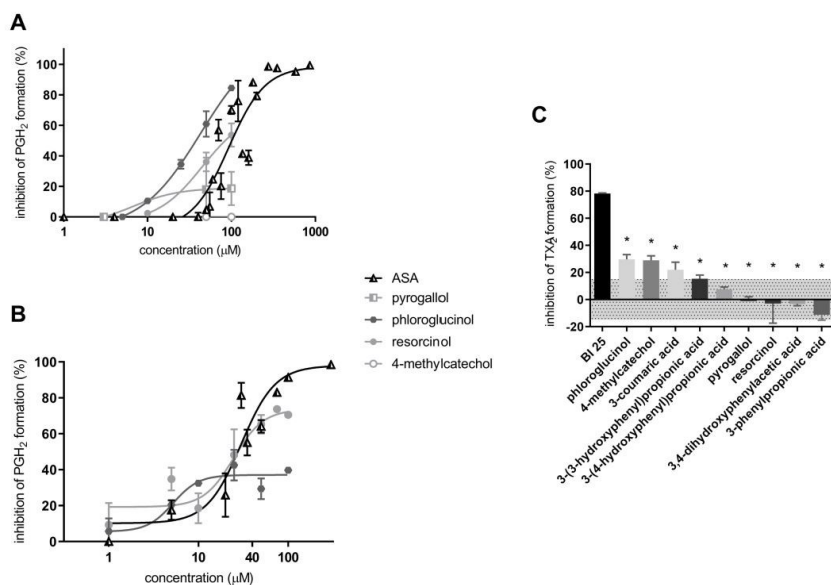 A
inhibition of PGH2 formation (%)
100
80
60
40
20
0
1
10
100
1000
concentration (μM)
ASA
pyrogallol
phloroglucinol
resorcinol
4-methylcatechol
B
inhibition of PGH2 formation (%)
100
80
60
40
20
0
1
10
40
100
concentration (μM)
C
inhibition of TXA2 formation (%)
100
80
60
40
20
0
-20
* * * * * * * * *
BI 25
phloroglucinol
4-methylcatechol
3-coumaric acid
3-(3-hydroxyphenyl)propionic acid
3-(4-hydroxyphenyl)propionic acid
pyrogallol
resorcinol
3,4-dihydroxyphenylacetic acid
3-phenylpropionic acid